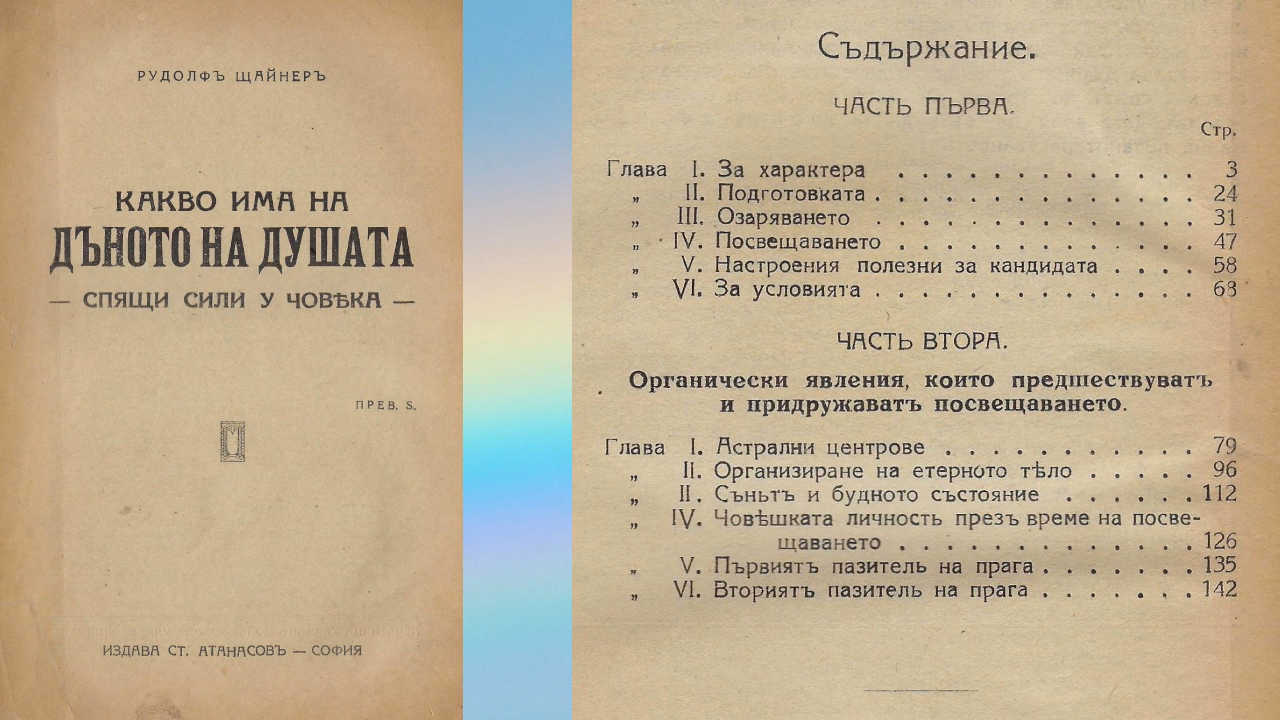 РУДОЛФЪ ЩАЙНЕРЪ
КАКВО ИМА НА
ДЪНОТО НА ДУШАТА
— СПЯЩИ СИЛИ У ЧОВѢКА —
ПРЕВ. S.
ИЗДАВА СТ. АТАНАСОВЪ — СОФИЯ
Съдържание.
ЧАСТЬ ПЪРВА.
Стр.
Глава I. За характера . . . . . . . . . . . . . 3
„ II. Подготовката . . . . . . . . . . . . . . 24
„ III. Озаряването . . . . . . . . . . . . . . 31
„ IV. Посвещаването . . . . . . . . . . . . . 47
„ V. Настроения полезни за кандидата . . . . 58
„ VI. За условията . . . . . . . . . . . . . . 68
ЧАСТЬ ВТОРА.
Органически явления, които предшествуватъ
и придружаватъ посвещаването.
Глава I. Астрални центрове . . . . . . . . . . . 79
„ II. Организиране на етерното тѣло . . . . . 96
„ II . Съньтъ и будното състояние . . . . . . 112
„ IV. Човѣшката личность презъ време на посве-
щаването . . . . . . . . . . . . . 126
„ V. Първиятъ пазитель на прага . . . . . . . 135
„ VI. Вториятъ пазитель на прага . . . . . . . 142